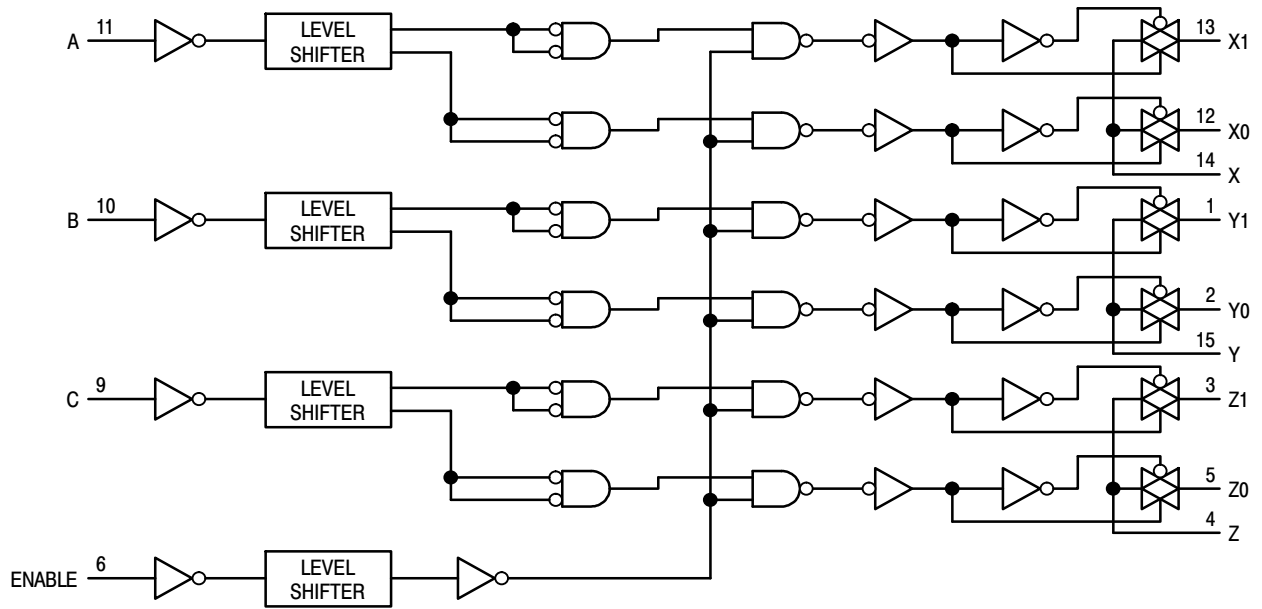 A 11 LEVEL SHIFTER 13 X1
12 X0
14 X
B 10 LEVEL SHIFTER 1 Y1
2 Y0
15 Y
C 9 LEVEL SHIFTER 3 Z1
5 Z0
4 Z
ENABLE 6 LEVEL SHIFTER